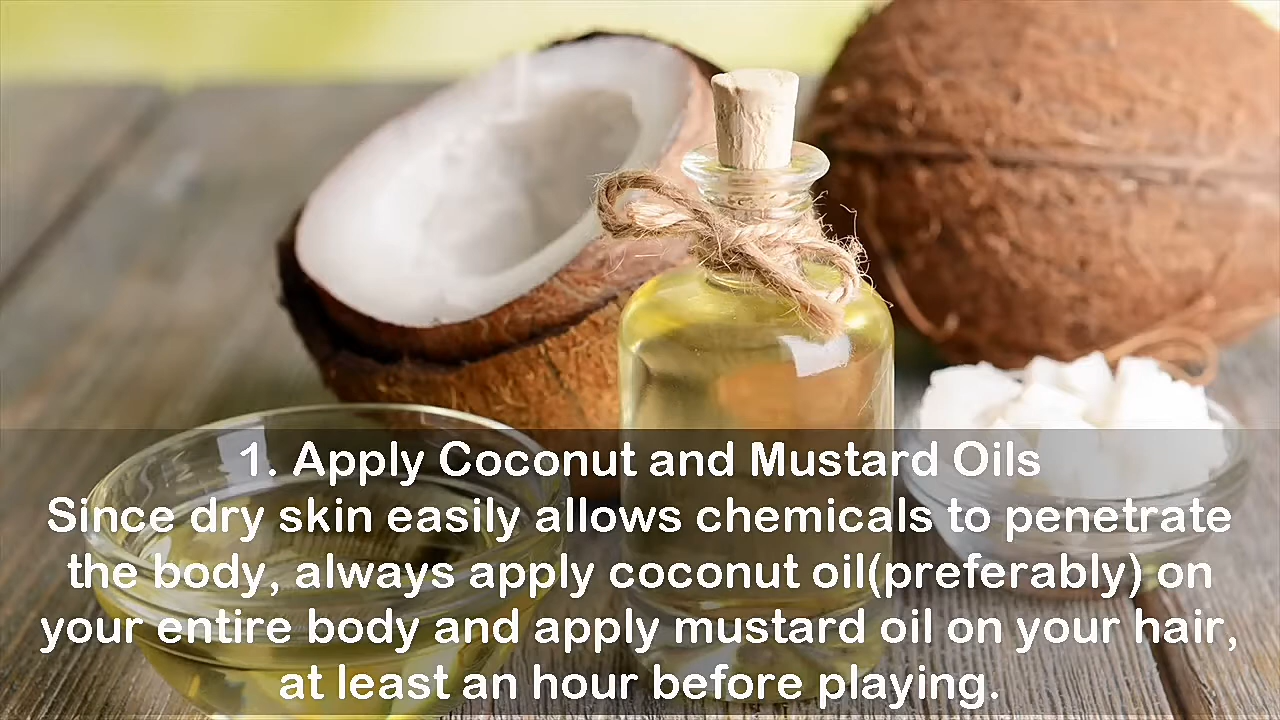 1. Apply Coconut and Mustard Oils
Since dry skin easily allows chemicals to penetrate
the body, always apply coconut oil(preferably) on
your entire body and apply mustard oil on your hair,
at least an hour before playing.